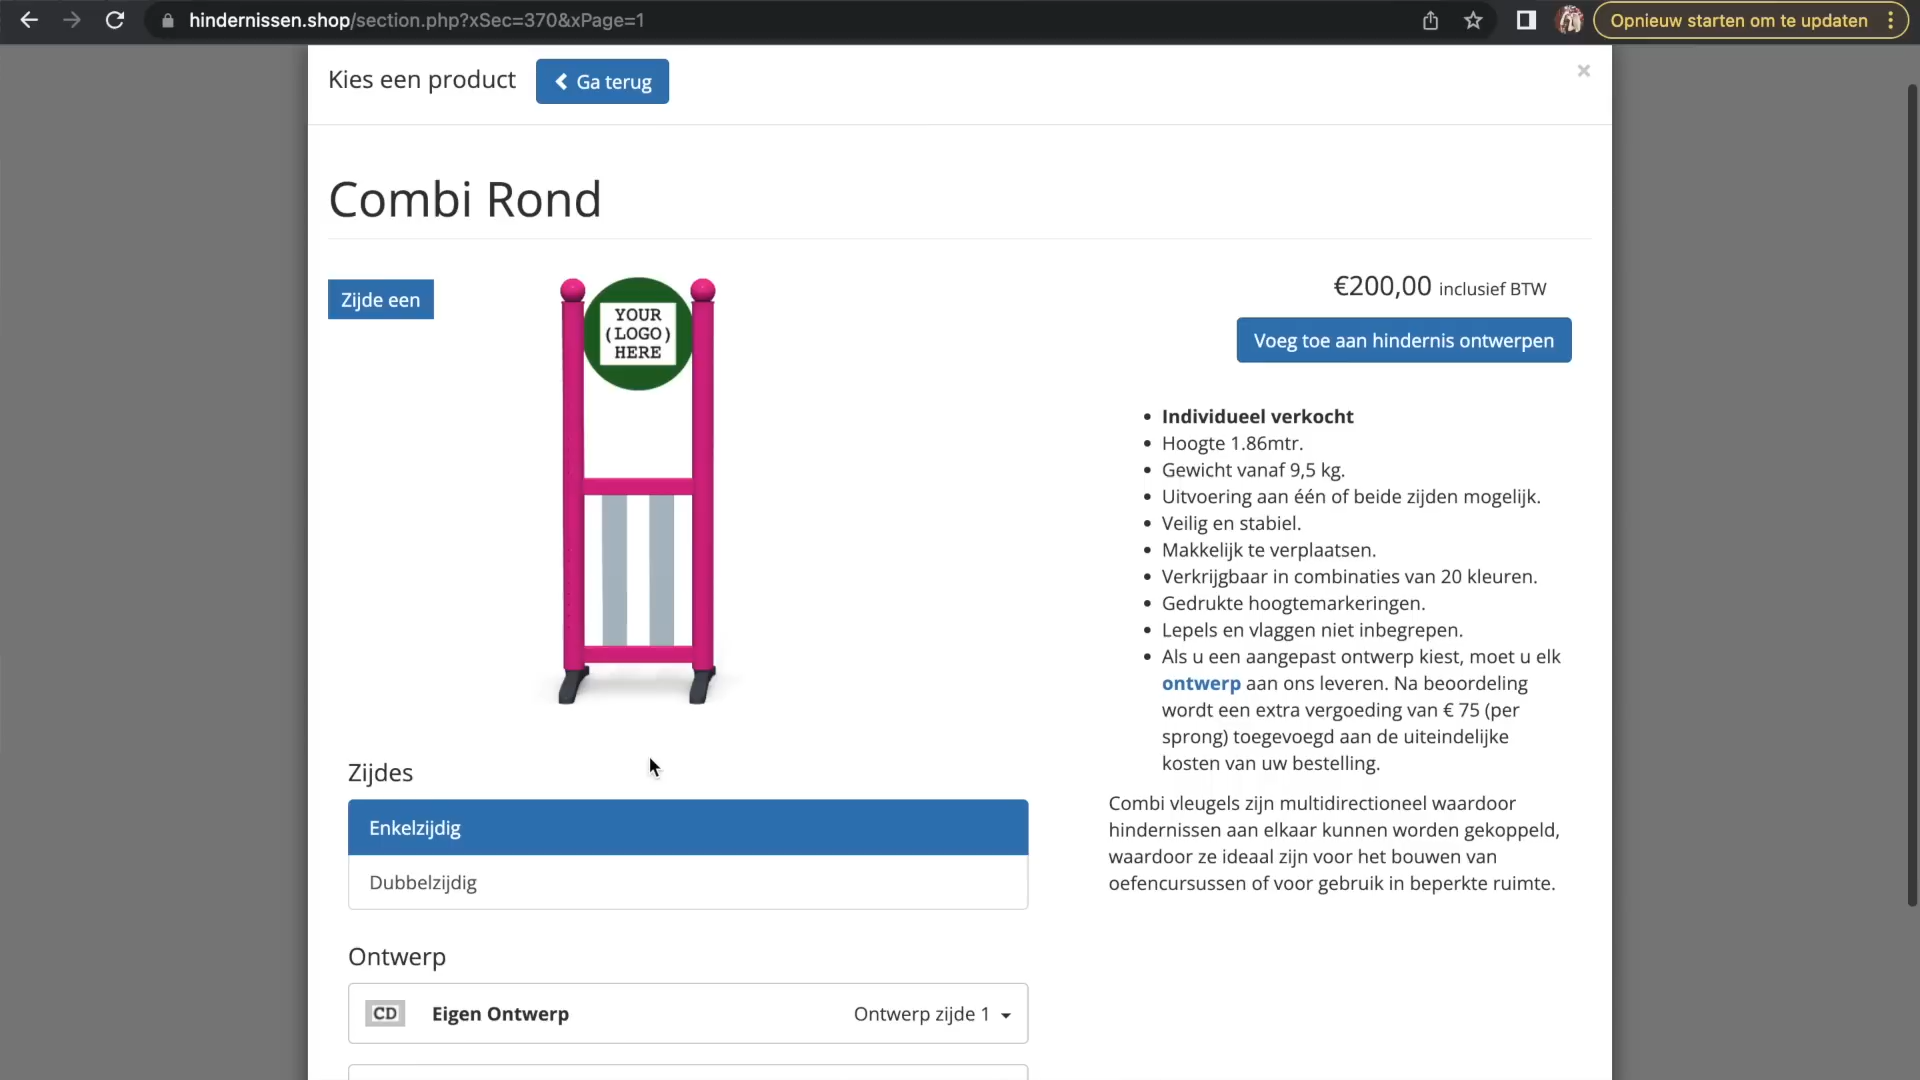 hindernissen.shop/section.php?xSec=370&xPage=1
Opnieuw starten om te updaten
Kies een product
Ga terug
×
Combi Rond
Zijde een
YOUR
(LOGO)
HERE
€200,00 inclusief BTW
Voeg toe aan hindernis ontwerpen
• Individueel verkocht
• Hoogte 1.86mtr.
• Gewicht vanaf 9,5 kg.
• Uitvoering aan één of beide zijden mogelijk.
• Veilig en stabiel.
• Makkelijk te verplaatsen.
• Verkrijgbaar in combinaties van 20 kleuren.
• Gedrukte hoogtemarkeringen.
• Lepels en vlaggen niet inbegrepen.
• Als u een aangepast ontwerp kiest, moet u elk
ontwerp aan ons leveren. Na beoordeling
wordt een extra vergoeding van € 75 (per
sprong) toegevoegd aan de uiteindelijke
kosten van uw bestelling.
Combi vleugels zijn multidirectioneel waardoor
hindernissen aan elkaar kunnen worden gekoppeld,
waardoor ze ideaal zijn voor het bouwen van
oefencursussen of voor gebruik in beperkte ruimte.
Zijdes
Enkelzijdig
Dubbelzijdig
Ontwerp
CD Eigen Ontwerp Ontwerp zijde 1